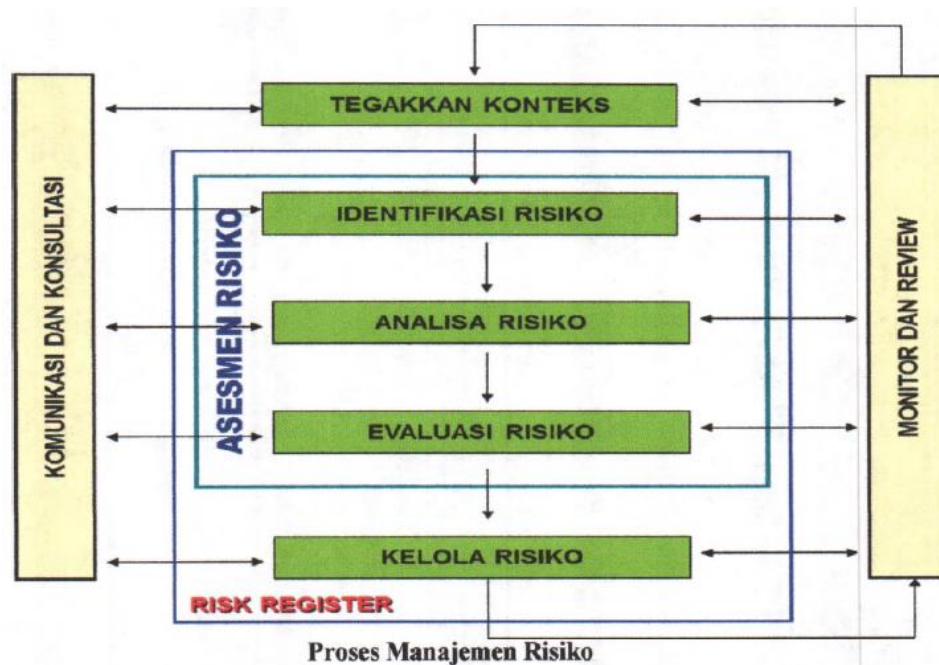 TEGAKKAN KONTEKS
KOMUNIKASI DAN KONSULTASI
ASESMEN RISIKO
IDENTIFIKASI RISIKO
ANALISA RISIKO
EVALUASI RISIKO
KELOLA RISIKO
RISK REGISTER
MONITOR DAN REVIEW
Proses Manajemen Risiko